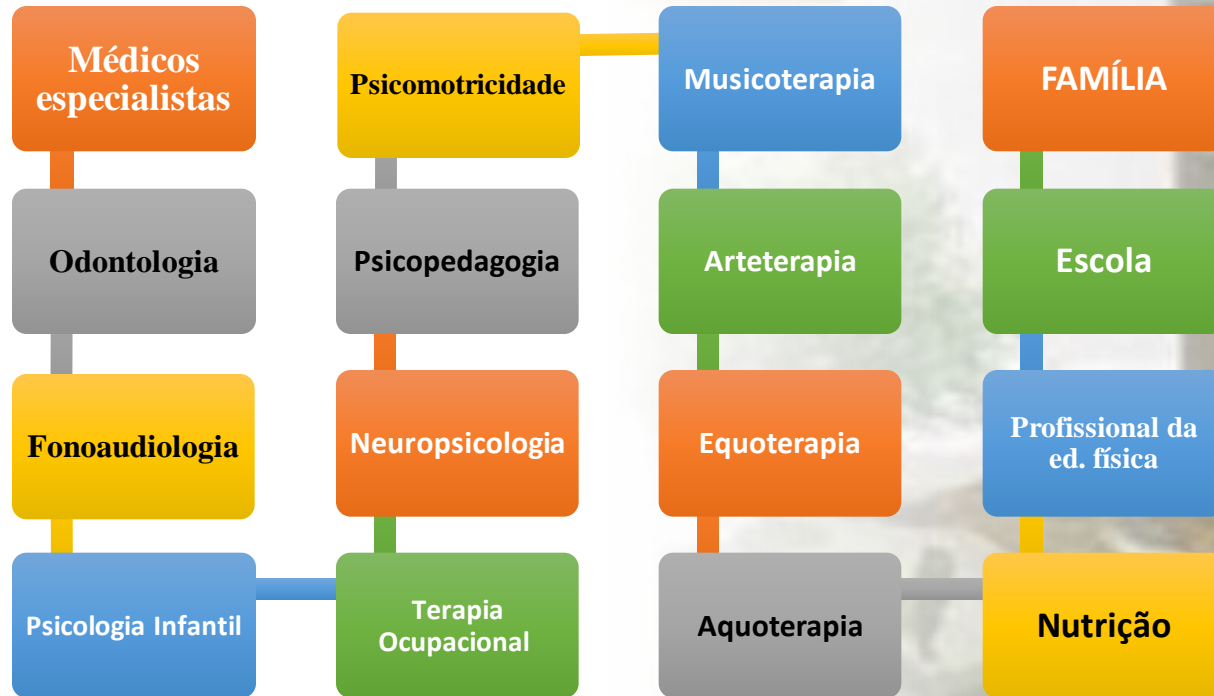 Médicos
especialistas
Odontologia
Fonoaudiologia
Psicologia Infantil
Terapia
Ocupacional
Neuropsicologia
Psicopedagogia
Psicomotricidade
Musicoterapia
Arteterapia
Equoterapia
Aquoterapia
Nutrição
Profissional da
ed. física
Escola
FAMÍLIA